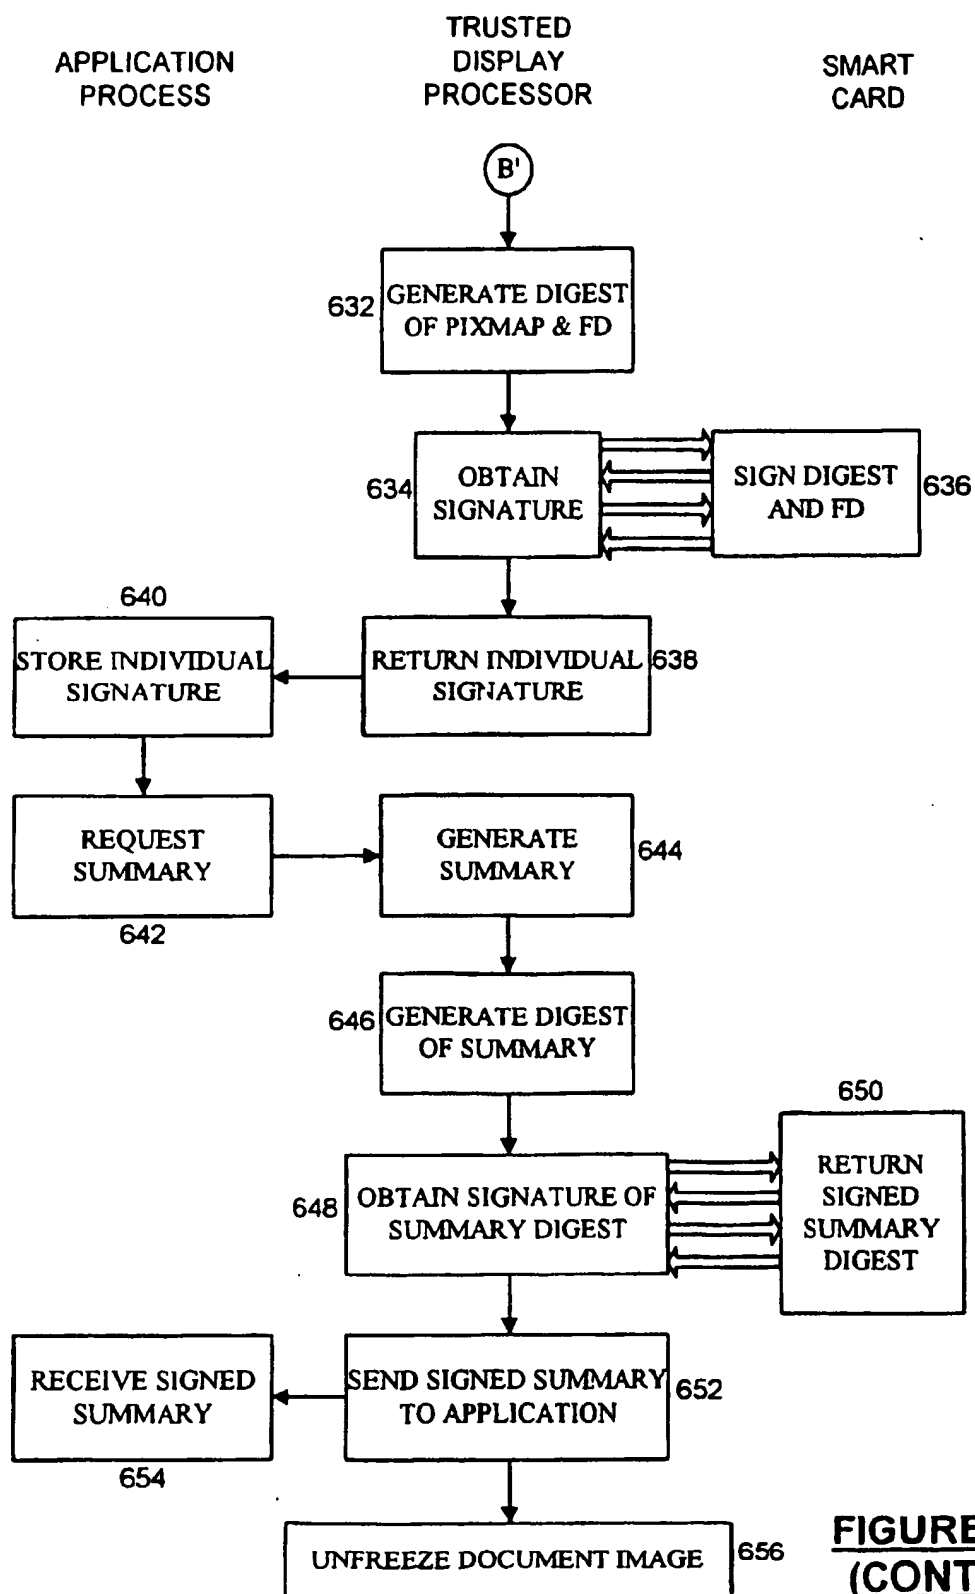 APPLICATION
PROCESS
TRUSTED
DISPLAY
PROCESSOR
SMART
CARD
B'
632
GENERATE DIGEST
OF PIXMAP & FD
634
OBTAIN
SIGNATURE
SIGN DIGEST
AND FD
636
640
STORE INDIVIDUAL
SIGNATURE
RETURN INDIVIDUAL
SIGNATURE
638
REQUEST
SUMMARY
642
GENERATE
SUMMARY
644
646
GENERATE DIGEST
OF SUMMARY
648
OBTAIN SIGNATURE OF
SUMMARY DIGEST
650
RETURN
SIGNED
SUMMARY
DIGEST
RECEIVE SIGNED
SUMMARY
654
SEND SIGNED SUMMARY
TO APPLICATION
652
UNFREEZE DOCUMENT IMAGE
656
FIGURE
(CONT